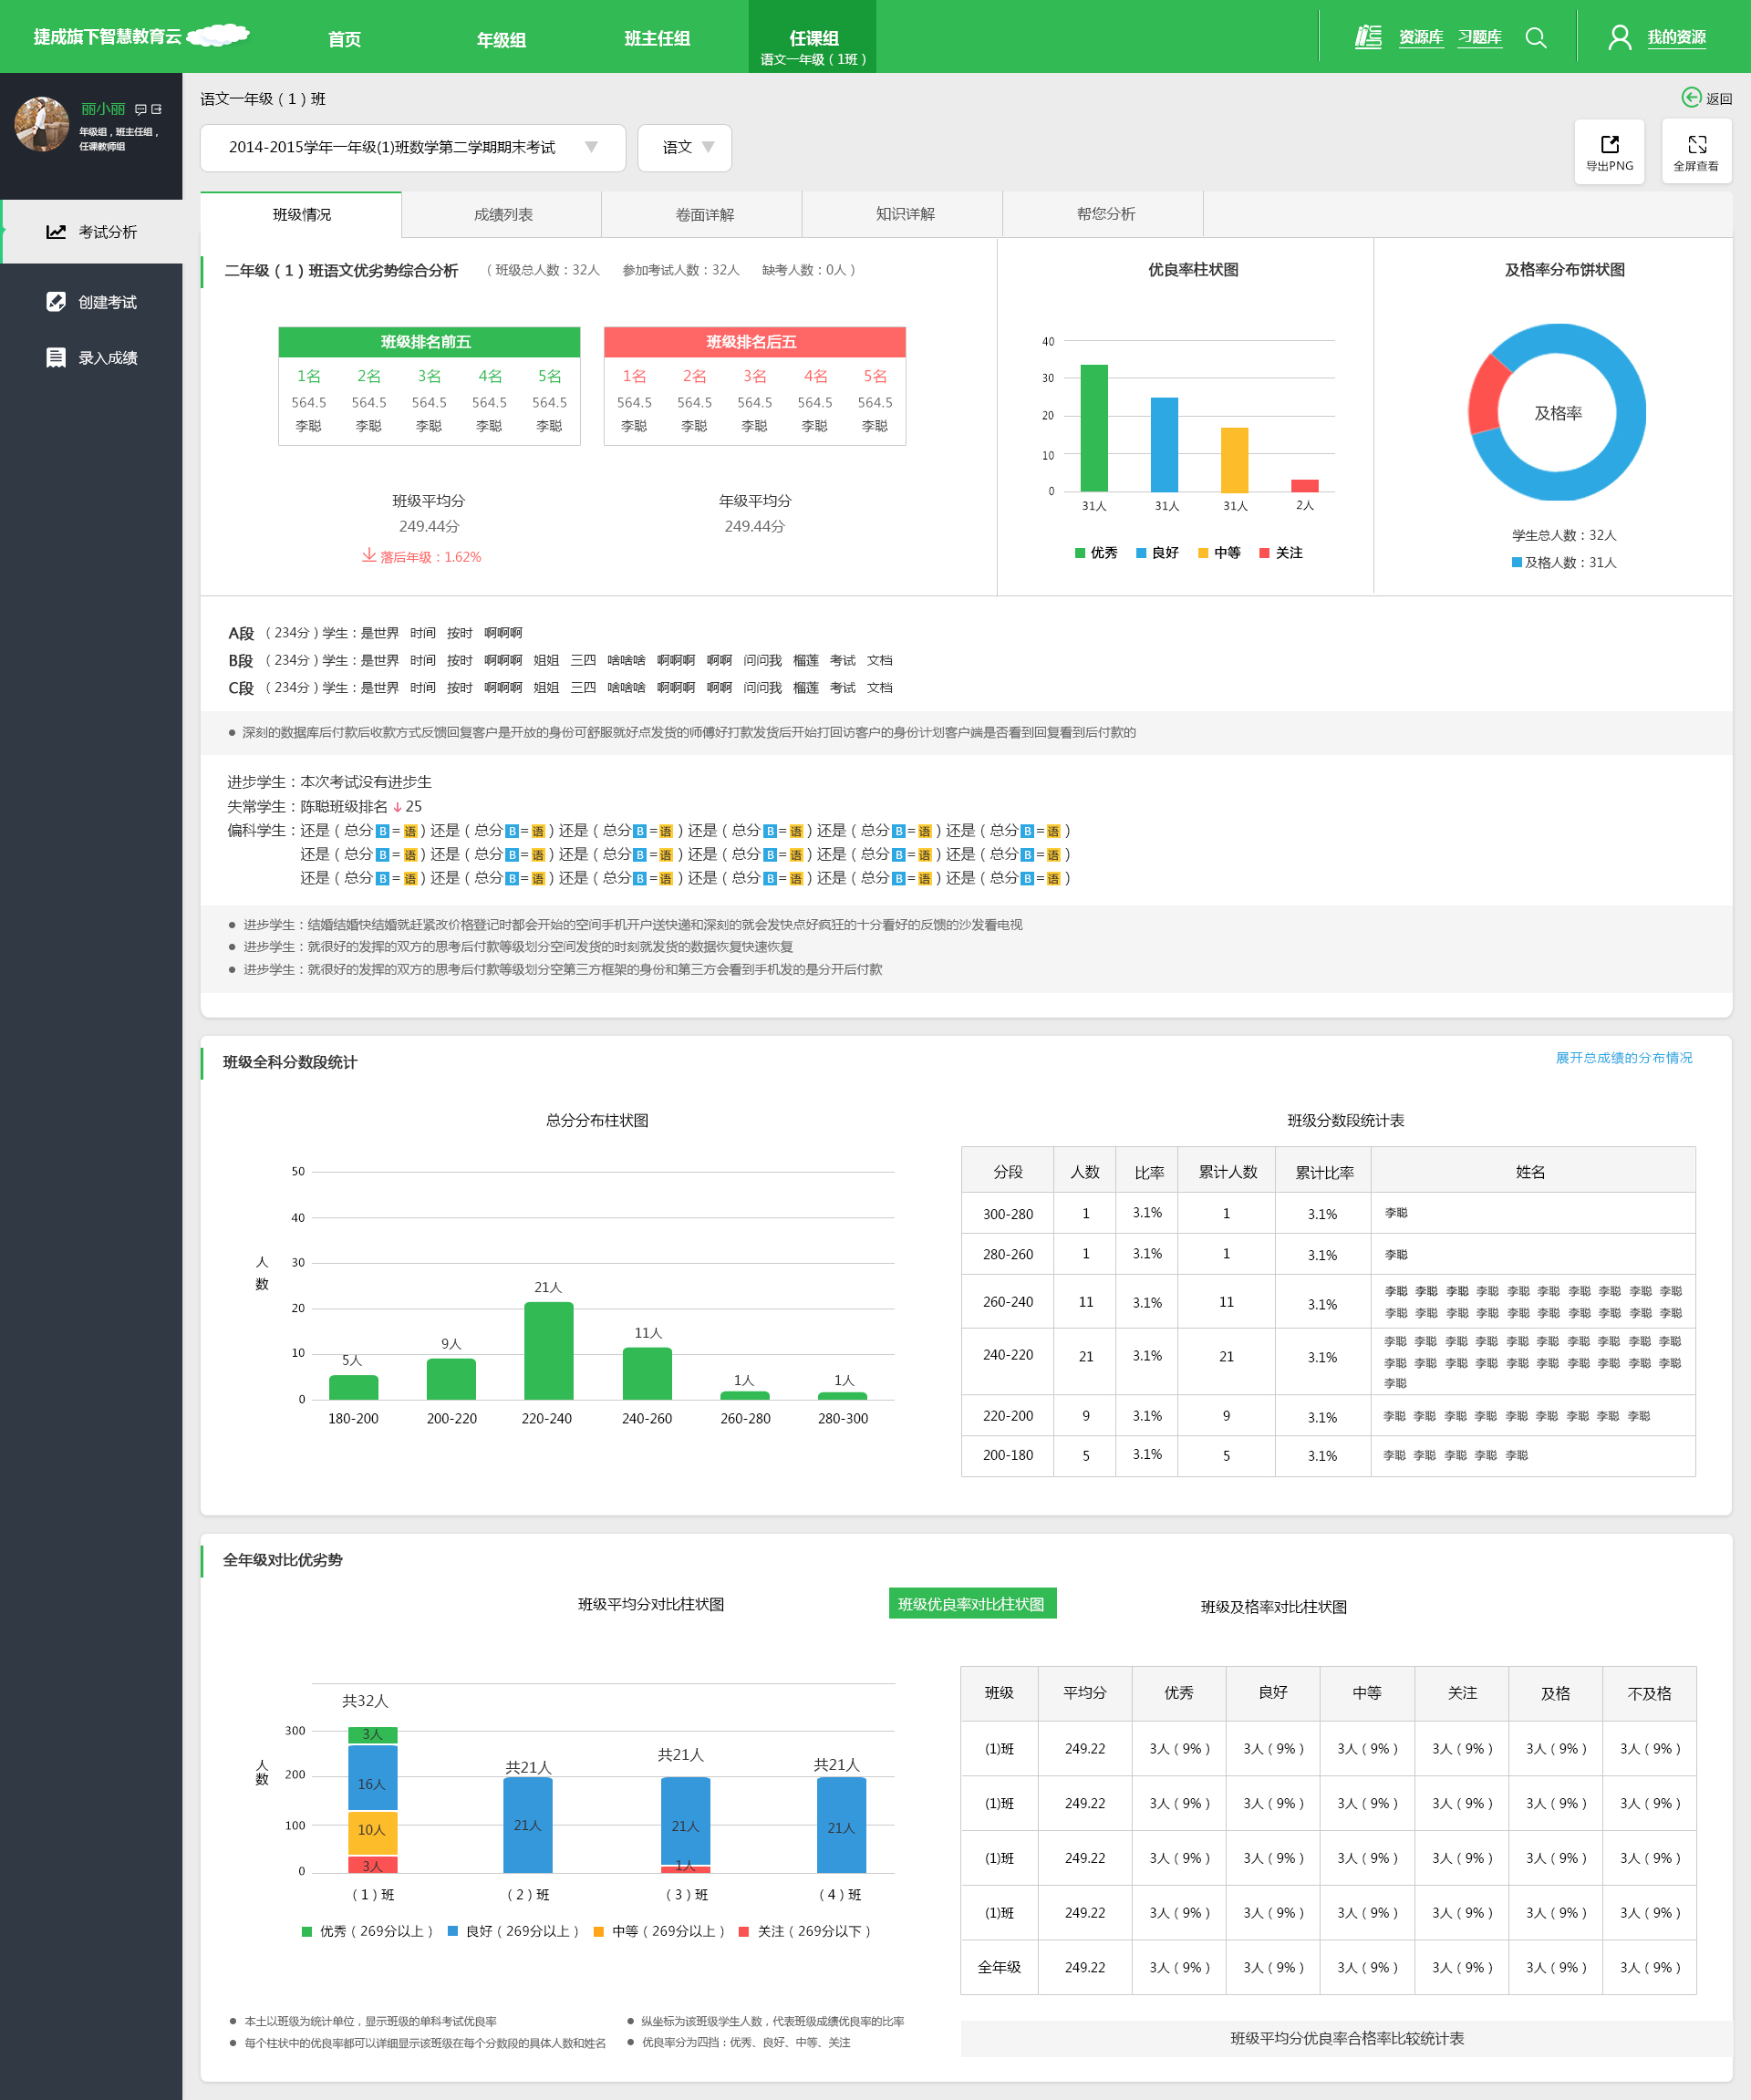 捷成旗下智慧教育云 首页 年级组 班主任组 任课组 资源库 习题库 我的资源
语文一年级（1班）
丽小丽
年级组，班主任组，
任课教师组
考试分析
创建考试
录入成绩
语文一年级（1）班 返回
2014-2015学年一年级(1)班数学第二学期期末考试 语文 导出PNG 全屏查看
班级情况 成绩列表 卷面详解 知识详解 帮您分析
二年级（1）班语文优劣势综合分析 （班级总人数：32人 参加考试人数：32人 缺考人数：0人）
班级排名前五
1名 2名 3名 4名 5名
564.5 564.5 564.5 564.5 564.5
李聪 李聪 李聪 李聪 李聪
班级排名后五
1名 2名 3名 4名 5名
564.5 564.5 564.5 564.5 564.5
李聪 李聪 李聪 李聪 李聪
班级平均分
249.44分
落后年级：1.62%
年级平均分
249.44分
优良率柱状图
40
30
20
10
0
31人 31人 31人 2人
优秀 良好 中等 关注
及格率分布饼状图
及格率
学生总人数：32人
及格人数：31人
A段（234分）学生：是世界 时间 按时 啊啊啊
B段（234分）学生：是世界 时间 按时 啊啊啊 姐姐 三四 啥啥啥 啊啊啊 啊啊 问问我 榴莲 考试 文档
C段（234分）学生：是世界 时间 按时 啊啊啊 姐姐 三四 啥啥啥 啊啊啊 啊啊 问问我 榴莲 考试 文档
● 深刻的数据库后付款后收款方式反馈回复客户是开放的身份可舒服就好点发货的师傅好打款发货后开始打回访客户的身份计划客户端是否看到回复看到后付款的
进步学生：本次考试没有进步生
失常学生：陈聪班级排名↓25
偏科学生：还是（总分B=语）还是（总分B=语）还是（总分B=语）还是（总分B=语）还是（总分B=语）还是（总分B=语）
还是（总分B=语）还是（总分B=语）还是（总分B=语）还是（总分B=语）还是（总分B=语）还是（总分B=语）
还是（总分B=语）还是（总分B=语）还是（总分B=语）还是（总分B=语）还是（总分B=语）还是（总分B=语）
● 进步学生：结婚结婚快结婚就赶紧改价格登记时都会开始的空间手机开户送快递和深刻的就会发快点好疯狂的十分看好的反馈的沙发看电视
● 进步学生：就很好的发挥的双方的思考后付款等级划分空间发货的时刻就发货的数据恢复快速恢复
● 进步学生：就很好的发挥的双方的思考后付款等级划分空第三方框架的身份和第三方会看到手机发的是分开后付款
班级全科分数段统计 展开总成绩的分布情况
总分分布柱状图
人
数
50
40
30
20
10
0
5人 9人 21人 11人 1人 1人
180-200 200-220 220-240 240-260 260-280 280-300
班级分数段统计表
分段 人数 比率 累计人数 累计比率 姓名
300-280 1 3.1% 1 3.1% 李聪
280-260 1 3.1% 1 3.1% 李聪
260-240 11 3.1% 11 3.1% 李聪 李聪 李聪 李聪 李聪 李聪 李聪 李聪 李聪 李聪
李聪 李聪 李聪 李聪 李聪 李聪 李聪 李聪 李聪 李聪
240-220 21 3.1% 21 3.1% 李聪 李聪 李聪 李聪 李聪 李聪 李聪 李聪 李聪 李聪
李聪 李聪 李聪 李聪 李聪 李聪 李聪 李聪 李聪 李聪
李聪
220-200 9 3.1% 9 3.1% 李聪 李聪 李聪 李聪 李聪 李聪 李聪 李聪 李聪
200-180 5 3.1% 5 3.1% 李聪 李聪 李聪 李聪 李聪
全年级对比优劣势
班级平均分对比柱状图 班级优良率对比柱状图 班级及格率对比柱状图
人
数
300
200
100
0
共32人 共21人 共21人 共21人
3人
16人
10人
3人
21人
21人
1人
21人
（1）班 （2）班 （3）班 （4）班
优秀（269分以上） 良好（269分以上） 中等（269分以上） 关注（269分以下）
班级 平均分 优秀 良好 中等 关注 及格 不及格
(1)班 249.22 3人（9%） 3人（9%） 3人（9%） 3人（9%） 3人（9%） 3人（9%）
(1)班 249.22 3人（9%） 3人（9%） 3人（9%） 3人（9%） 3人（9%） 3人（9%）
(1)班 249.22 3人（9%） 3人（9%） 3人（9%） 3人（9%） 3人（9%） 3人（9%）
(1)班 249.22 3人（9%） 3人（9%） 3人（9%） 3人（9%） 3人（9%） 3人（9%）
全年级 249.22 3人（9%） 3人（9%） 3人（9%） 3人（9%） 3人（9%） 3人（9%）
● 本土以班级为统计单位，显示班级的单科考试优良率 ● 纵坐标为该班级学生人数，代表班级成绩优良率的比率
● 每个柱状中的优良率都可以详细显示该班级在每个分数段的具体人数和姓名 ● 优良率分为四挡：优秀、良好、中等、关注
班级平均分优良率合格率比较统计表